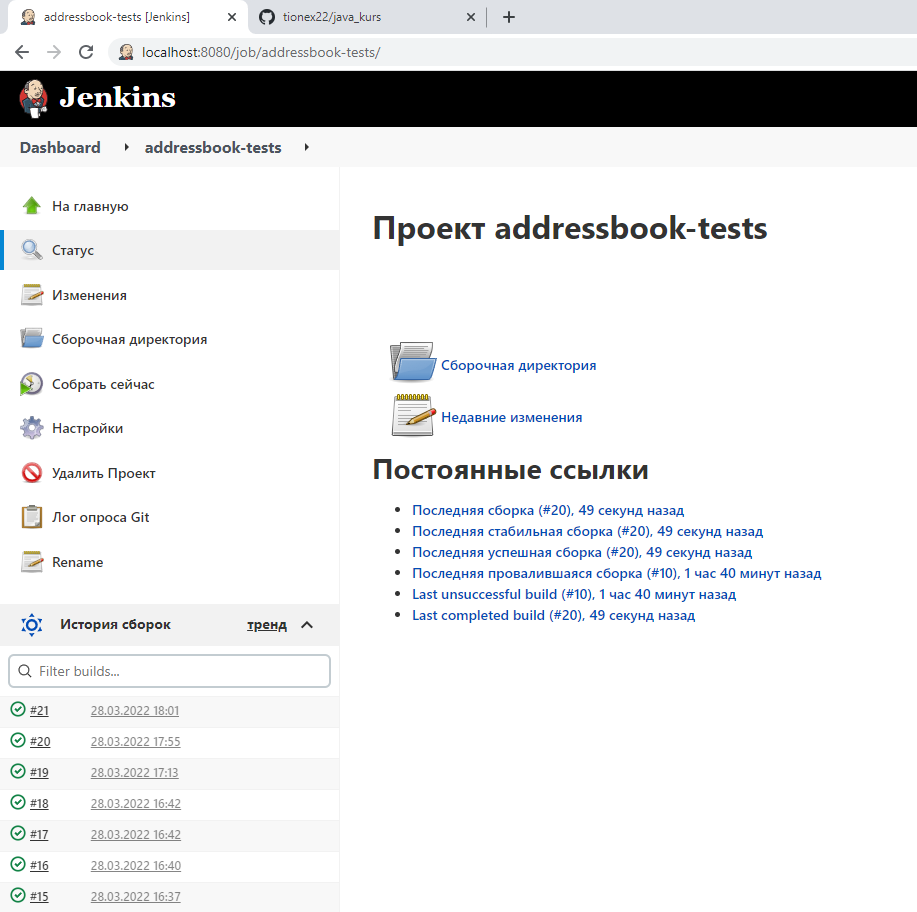 addressbook-tests [Jenkins]
tionex22/java_kurs
localhost:8080/job/addressbook-tests/
Jenkins
Dashboard
addressbook-tests
На главную
Статус
Изменения
Сборочная директория
Собрать сейчас
Настройки
Удалить Проект
Лог опроса Git
Rename
История сборок
тренд
Filter builds...
#21 28.03.2022 18:01
#20 28.03.2022 17:55
#19 28.03.2022 17:13
#18 28.03.2022 16:42
#17 28.03.2022 16:42
#16 28.03.2022 16:40
#15 28.03.2022 16:37
Проект addressbook-tests
Сборочная директория
Недавние изменения
Постоянные ссылки
Последняя сборка (#20), 49 секунд назад
Последняя стабильная сборка (#20), 49 секунд назад
Последняя успешная сборка (#20), 49 секунд назад
Последняя провалившаяся сборка (#10), 1 час 40 минут назад
Last unsuccessful build (#10), 1 час 40 минут назад
Last completed build (#20), 49 секунд назад